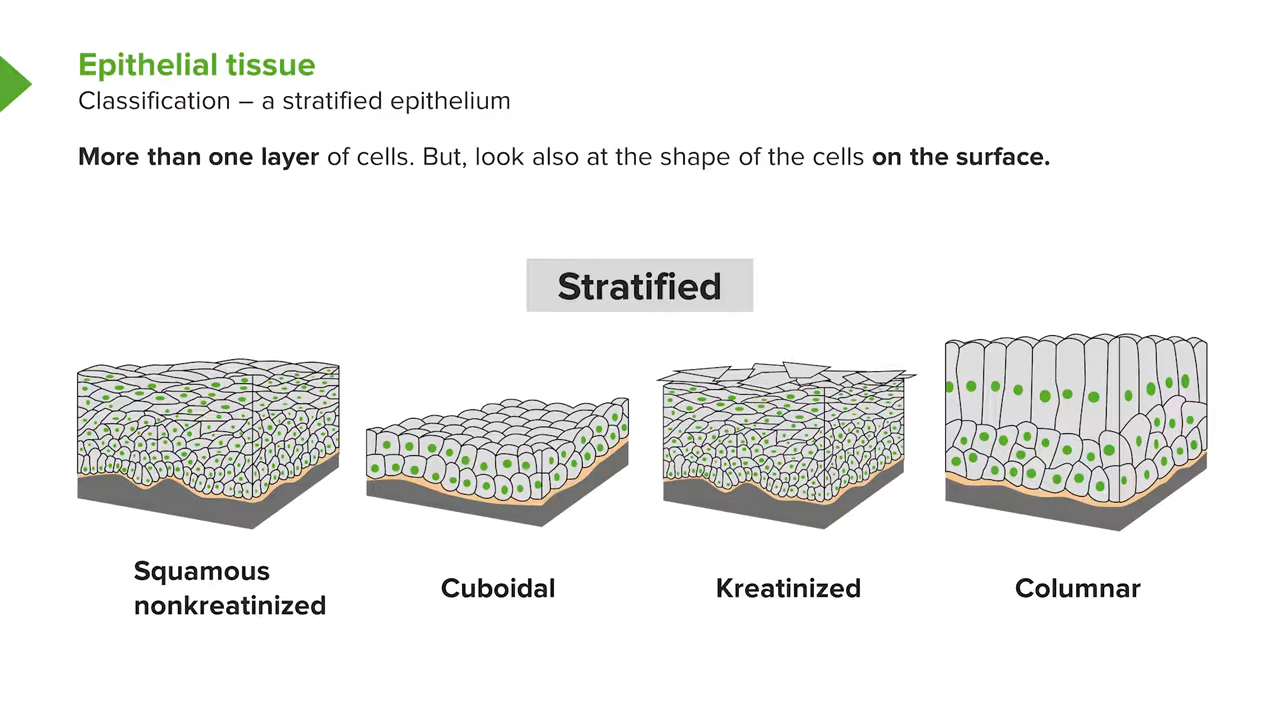 Epithelial tissue
Classification – a stratified epithelium
More than one layer of cells. But, look also at the shape of the cells on the surface.
Stratified
Squamous
nonkreatinized
Cuboidal
Kreatinized
Columnar